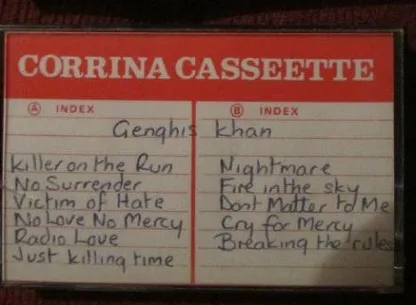 CORRINA CASSEETTE
A INDEX
B INDEX
Genghis Khan
Killer on the Run
No Surrender
Victim of Hate
No Love No Mercy
Radio Love
Just killing time
Nightmare
Fire in the sky
Dont Matter to Me
Cry for Mercy
Breaking the rules